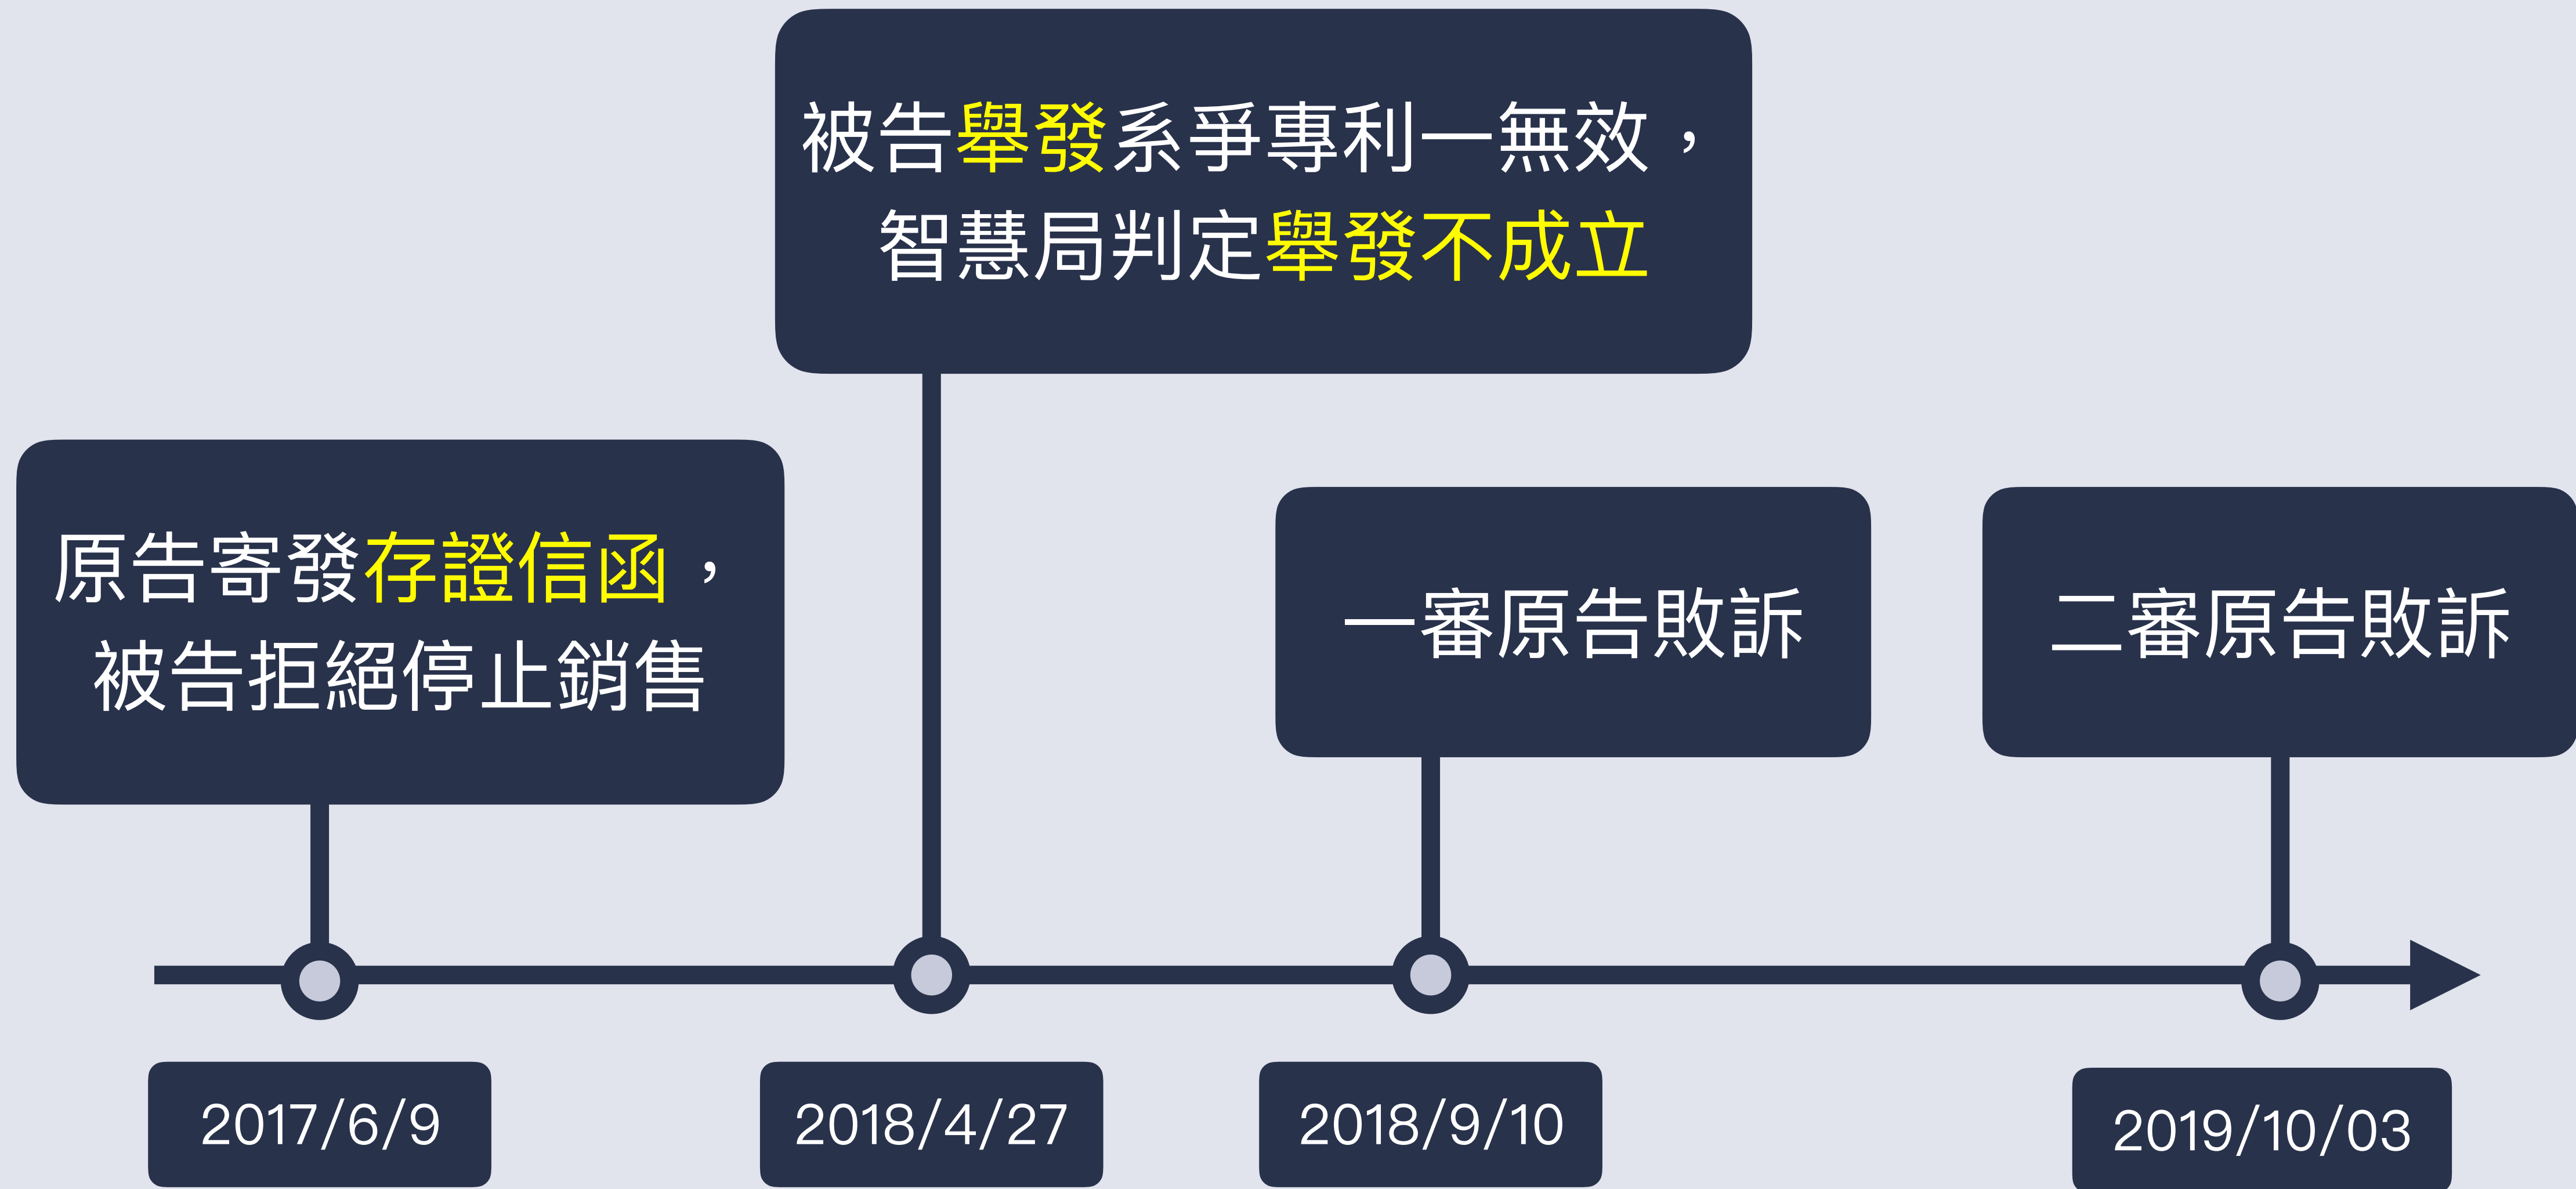 被告舉發系爭專利一無效，
智慧局判定舉發不成立
原告寄發存證信函，
被告拒絕停止銷售
一審原告敗訴
二審原告敗訴
2017/6/9
2018/4/27
2018/9/10
2019/10/03